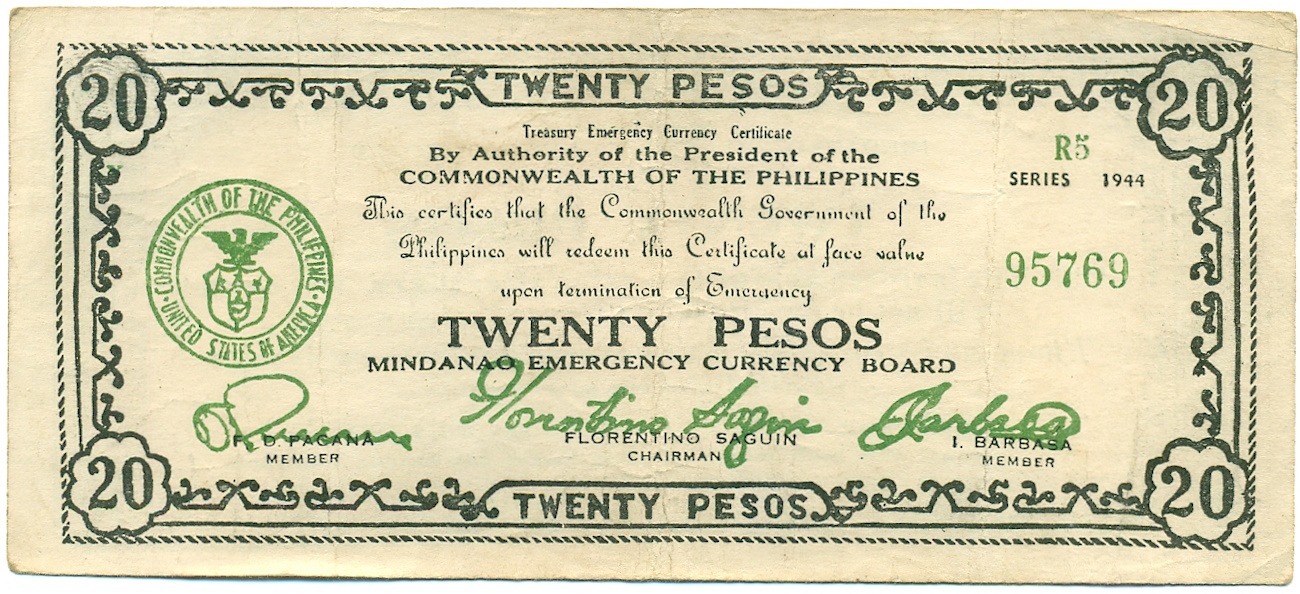 20 TWENTY PESOS 20
Treasury Emergency Currency Certificate
By Authority of the President of the
COMMONWEALTH OF THE PHILIPPINES
R5
SERIES 1944
This certifies that the Commonwealth Government of the
Philippines will redeem this Certificate at face value
upon termination of Emergency
95769
COMMONWEALTH OF THE PHILIPPINES
UNITED STATES OF AMERICA
TWENTY PESOS
MINDANAO EMERGENCY CURRENCY BOARD
Florentino Saguin
Barbasa
F. D. PACANA
MEMBER
FLORENTINO SAGUIN
CHAIRMAN
I. BARBASA
MEMBER
20 TWENTY PESOS 20